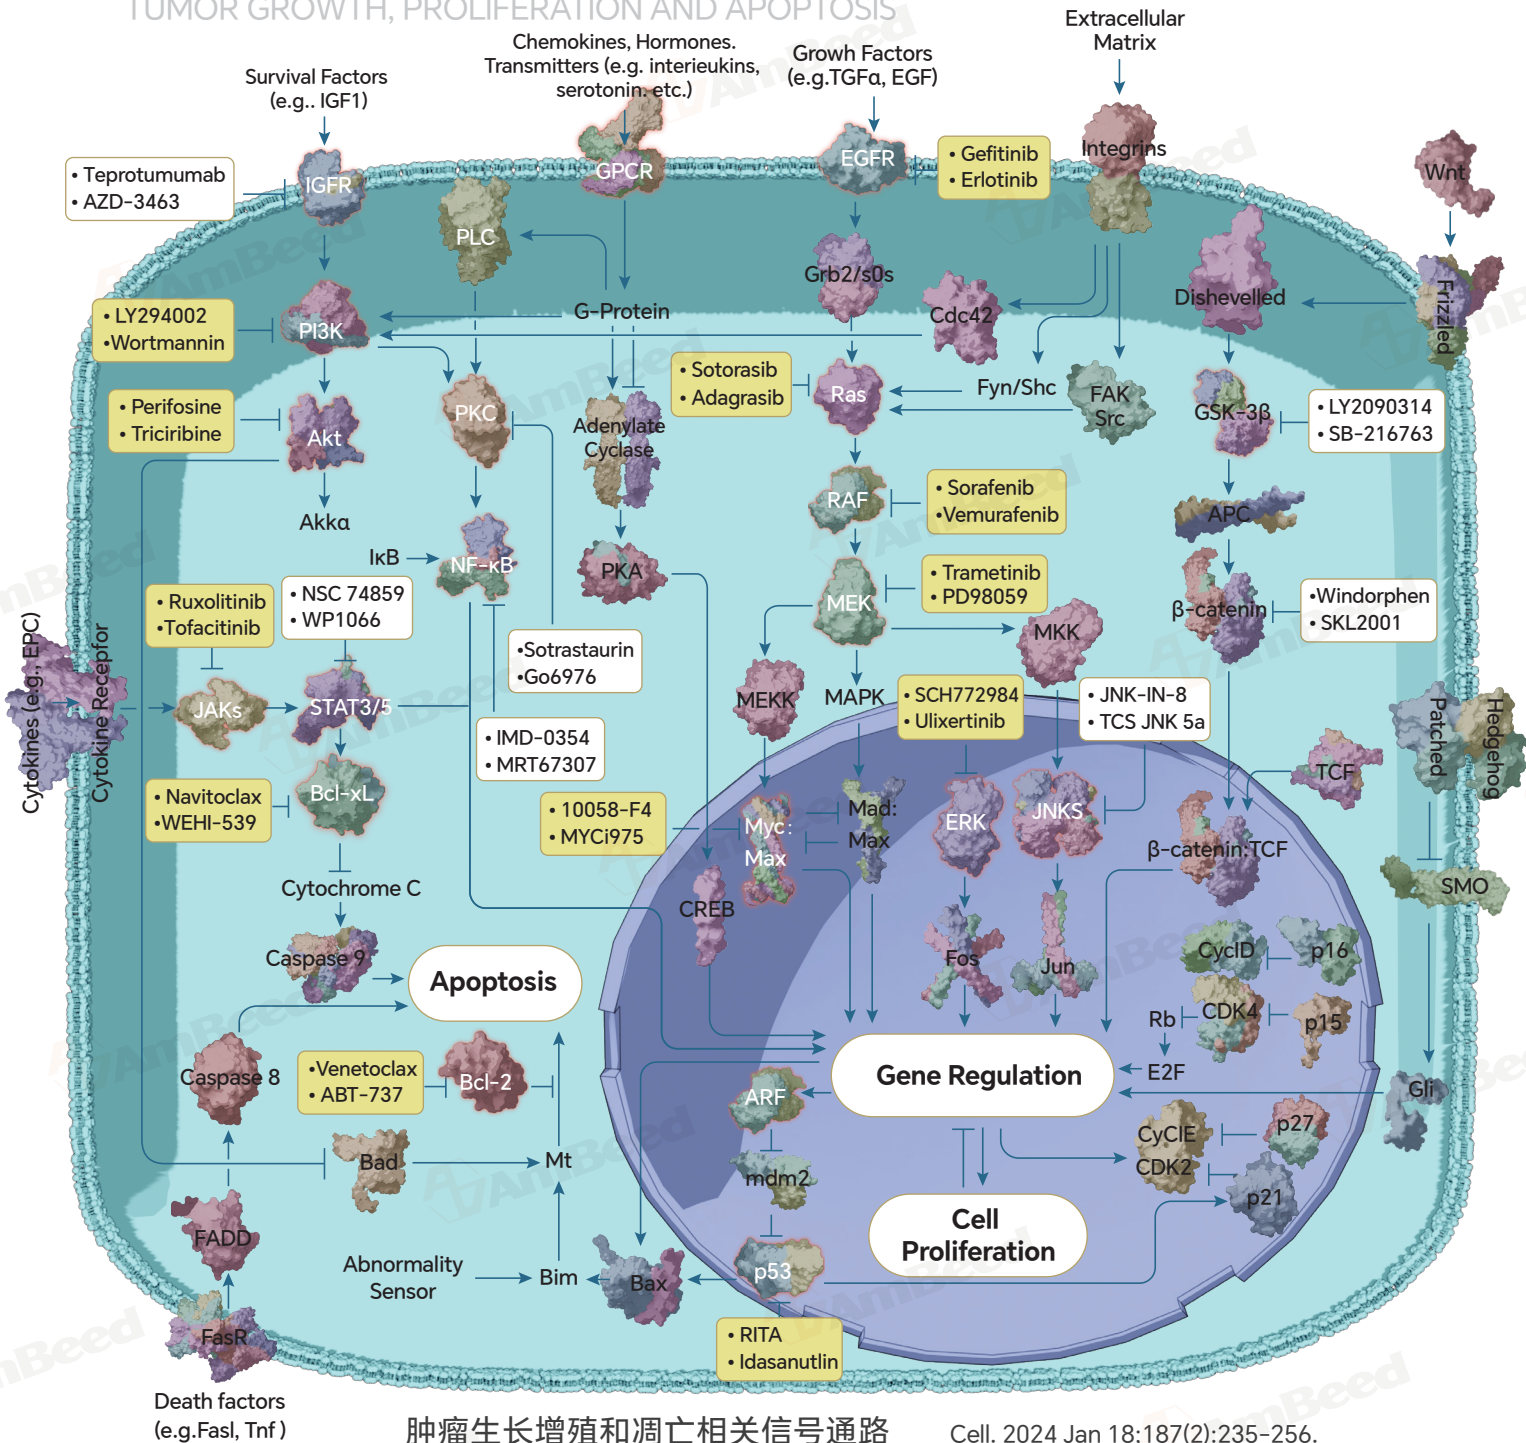 TUMOR GROWTH, PROLIFERATION AND APOPTOSIS
Survival Factors
(e.g.. IGF1)
Chemokines, Hormones.
Transmitters (e.g. interieukins,
serotonin. etc.)
Growh Factors
(e.g.TGFα, EGF)
Extracellular
Matrix
• Teprotumumab
• AZD-3463
IGFR
GPCR
EGFR
• Gefitinib
• Erlotinib
Integrins
Wnt
PLC
Grb2/s0s
Cdc42
Dishevelled
Frizzled
G-Protein
• LY294002
•Wortmannin
PI3K
• Perifosine
• Triciribine
Akt
Akkα
PKC
Adenylate
Cyclase
• Sotorasib
• Adagrasib
Ras
Fyn/Shc
FAK
Src
GSK-3β
• LY2090314
• SB-216763
RAF
• Sorafenib
•Vemurafenib
APC
IκB
NF-κB
PKA
MEK
• Trametinib
• PD98059
MKK
β-catenin
•Windorphen
• SKL2001
• Ruxolitinib
•Tofacitinib
• NSC 74859
• WP1066
•Sotrastaurin
•Go6976
Cytokines (e.g., EPC)
Cytokine Recepfor
JAKs
STAT3/5
• IMD-0354
• MRT67307
MEKK
MAPK
• SCH772984
• Ulixertinib
• JNK-IN-8
• TCS JNK 5a
Patched
Hedgehog
TCF
• Navitoclax
•WEHI-539
Bcl-xL
• 10058-F4
• MYCi975
Myc:
Max
Mad:
Max
ERK
JNKS
β-catenin:TCF
SMO
Cytochrome C
CREB
Caspase 9
Apoptosis
Fos
Jun
CyclD
p16
CDK4
p15
Rb
E2F
Gene Regulation
Caspase 8
•Venetoclax
• ABT-737
Bcl-2
ARF
Gli
CyClE
CDK2
p27
p21
Bad
Mt
mdm2
Cell
Proliferation
FADD
Abnormality
Sensor
Bim
Bax
p53
• RITA
• Idasanutlin
FasR
Death factors
(e.g.Fasl, Tnf )
肿瘤生长增殖和凋亡相关信号通路
Cell. 2024 Jan 18;187(2):235-256.
AmBeed